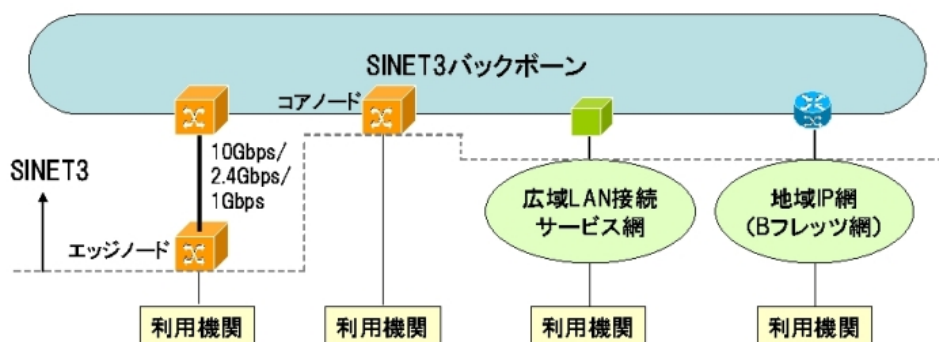 SINET3バックボーン
コアノード
10Gbps/
2.4Gbps/
1Gbps
SINET3
エッジノード
広域LAN接続
サービス網
地域IP網
(Bフレッツ網)
利用機関
利用機関
利用機関
利用機関